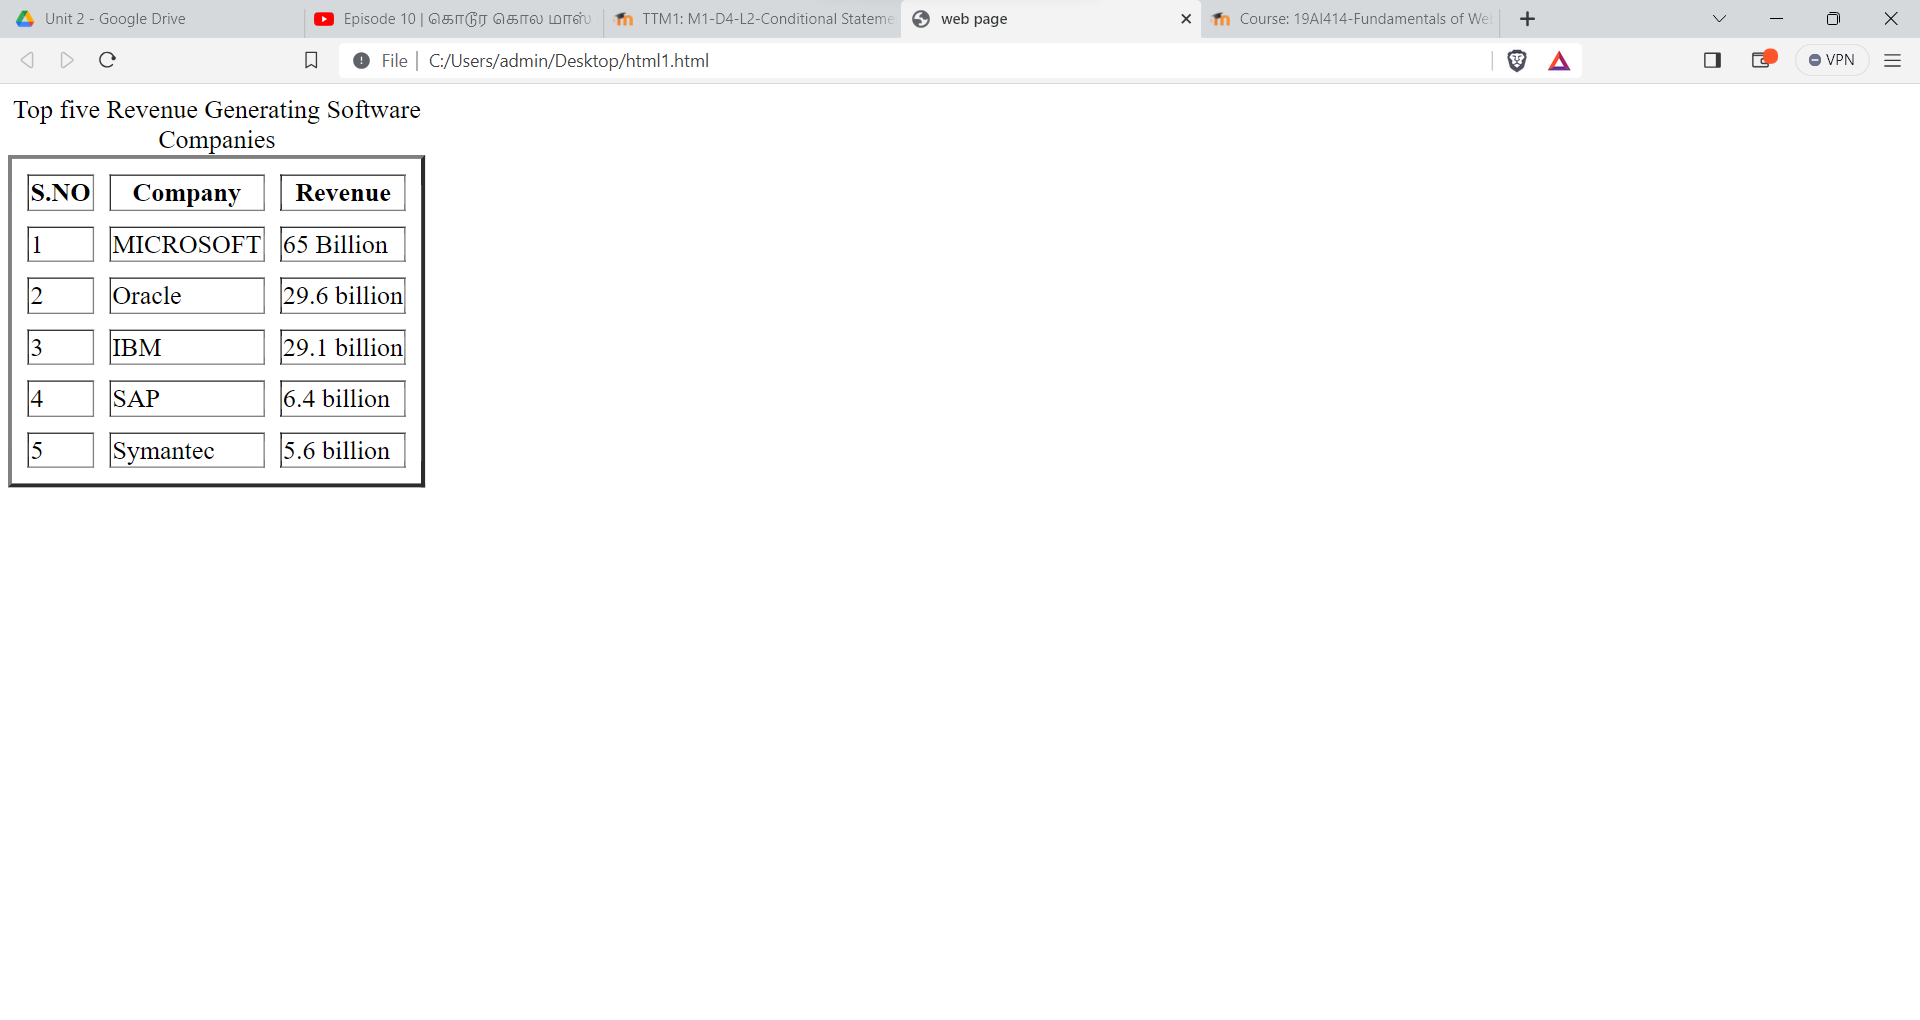 Unit 2 - Google Drive
Episode 10 | கொடூர கொலை மாஸ்
TTM1: M1-D4-L2-Conditional Stateme
web page
Course: 19AI414-Fundamentals of We
File
C:/Users/admin/Desktop/html1.html
VPN
Top five Revenue Generating Software
Companies
S.NO Company Revenue
1 MICROSOFT 65 Billion
2 Oracle 29.6 billion
3 IBM 29.1 billion
4 SAP 6.4 billion
5 Symantec 5.6 billion